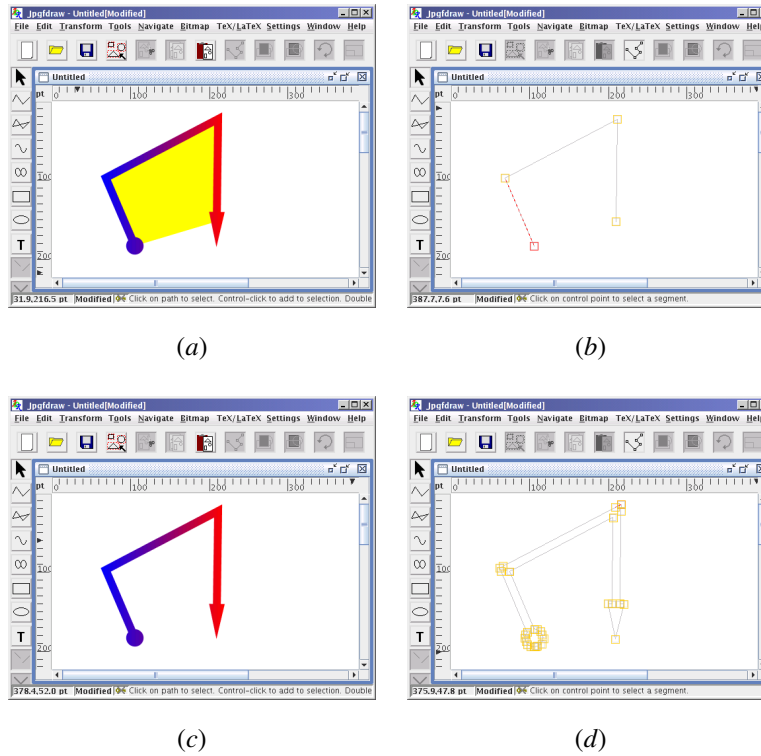 Jpgfdraw - Untitled[Modified]
File Edit Transform Tools Navigate Bitmap TeX/LaTeX Settings Window Help
Untitled
pt 0 100 200 300
100
T
200
31.9,216.5 pt Modified Click on path to select. Control-click to add to selection. Double
(a)
Jpgfdraw - Untitled[Modified]
File Edit Transform Tools Navigate Bitmap TeX/LaTeX Settings Window Help
Untitled
pt 0 100 200 300
100
T
200
387.7,7.6 pt Modified Click on control point to select a segment.
(b)
Jpgfdraw - Untitled[Modified]
File Edit Transform Tools Navigate Bitmap TeX/LaTeX Settings Window Help
Untitled
pt 0 100 200 300
100
T
200
378.4,52.0 pt Modified Click on path to select. Control-click to add to selection. Double
(c)
Jpgfdraw - Untitled[Modified]
File Edit Transform Tools Navigate Bitmap TeX/LaTeX Settings Window Help
Untitled
pt 0 100 200 300
100
T
200
375.9,47.8 pt Modified Click on control point to select a segment.
(d)